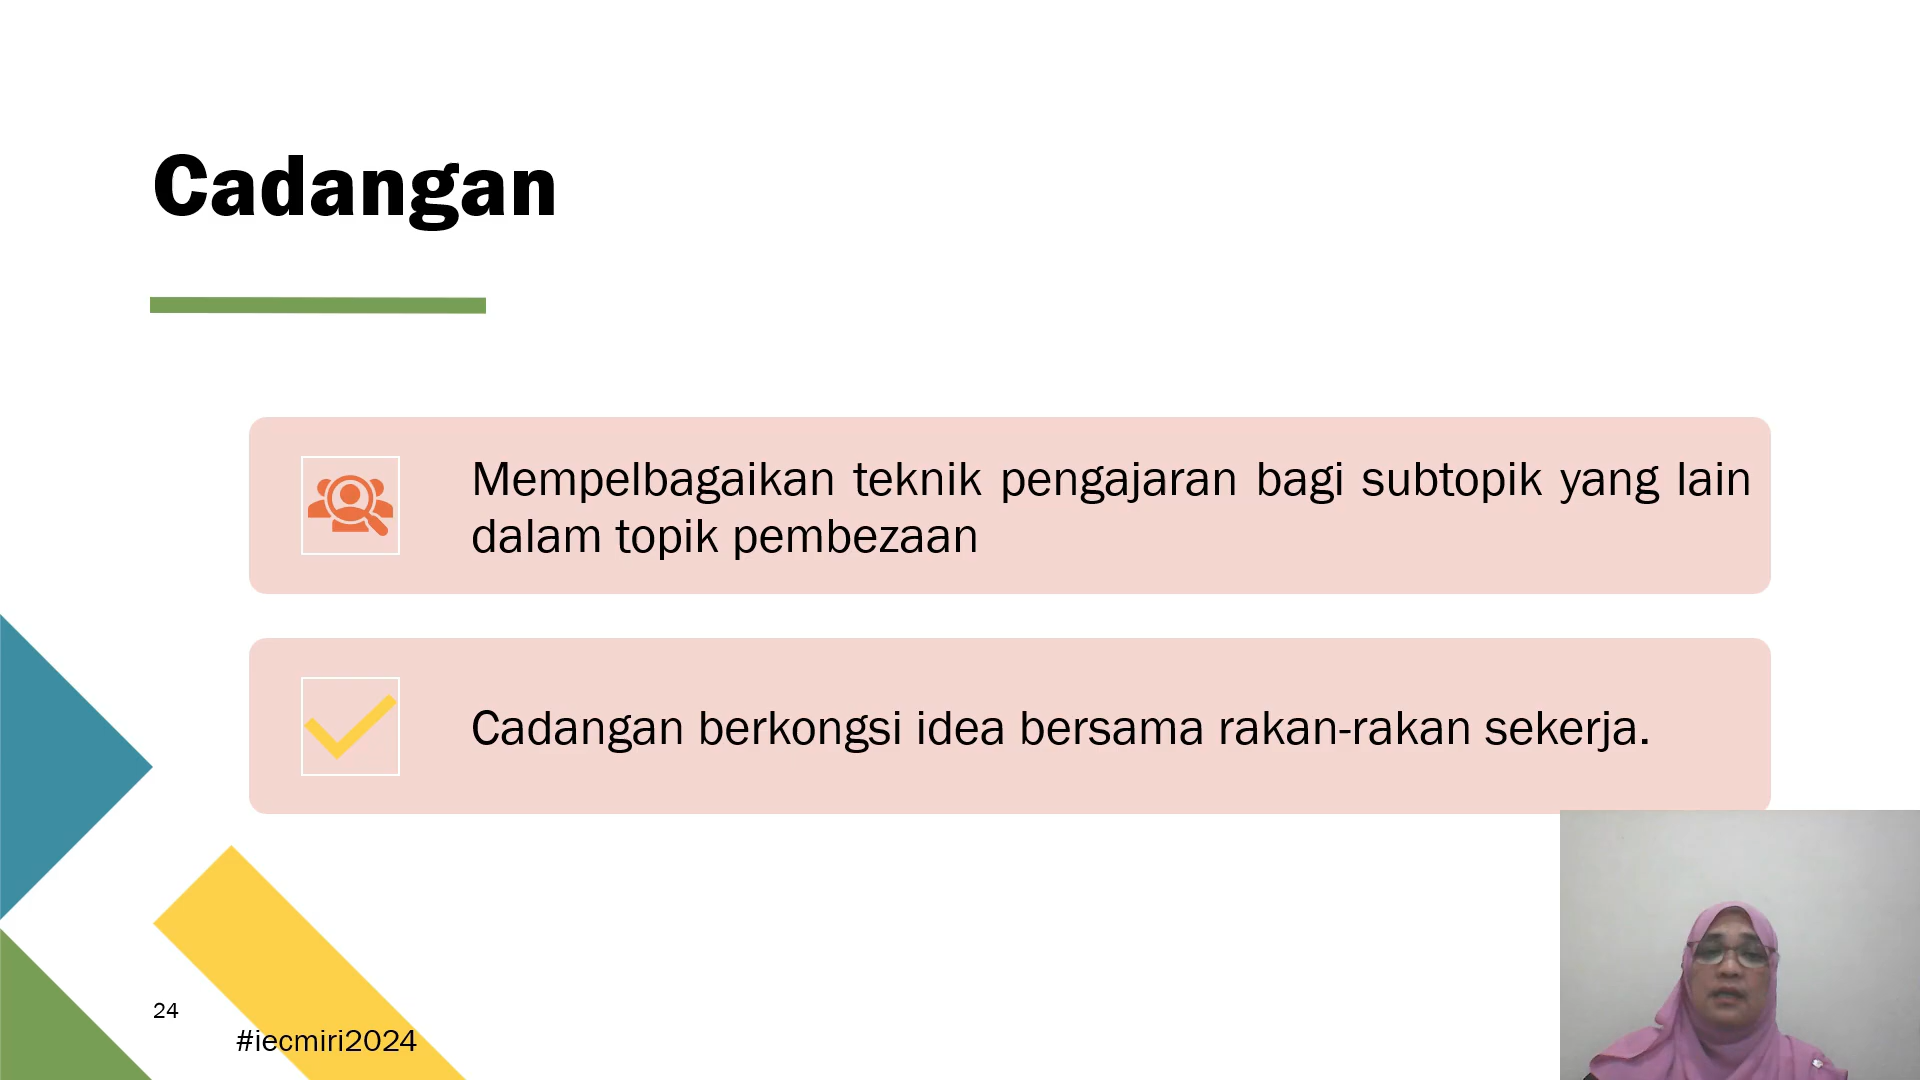 Cadangan
Mempelbagaikan teknik pengajaran bagi subtopik yang lain
dalam topik pembezaan
Cadangan berkongsi idea bersama rakan-rakan sekerja.
24
#iecmiri2024